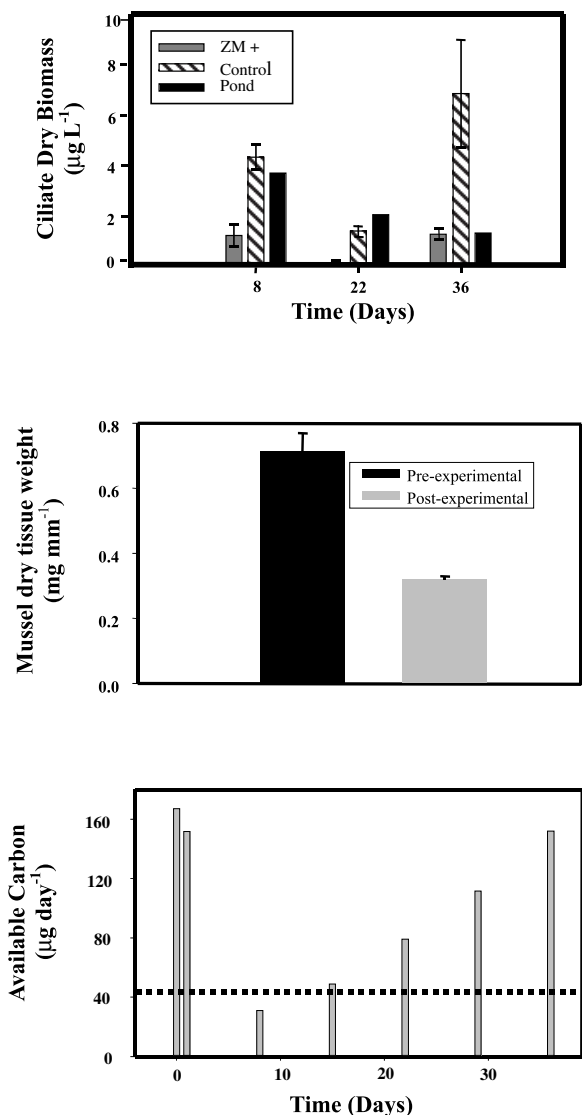 Ciliate Dry Biomass
(µg L-1)
10
8
6
4
2
0
ZM +
Control
Pond
8
22
36
Time (Days)
Mussel dry tissue weight
(mg mm-1)
0.8
0.6
0.4
0.2
0.0
Pre-experimental
Post-experimental
Available Carbon
(µg day-1)
160
120
80
40
0
0
10
20
30
Time (Days)